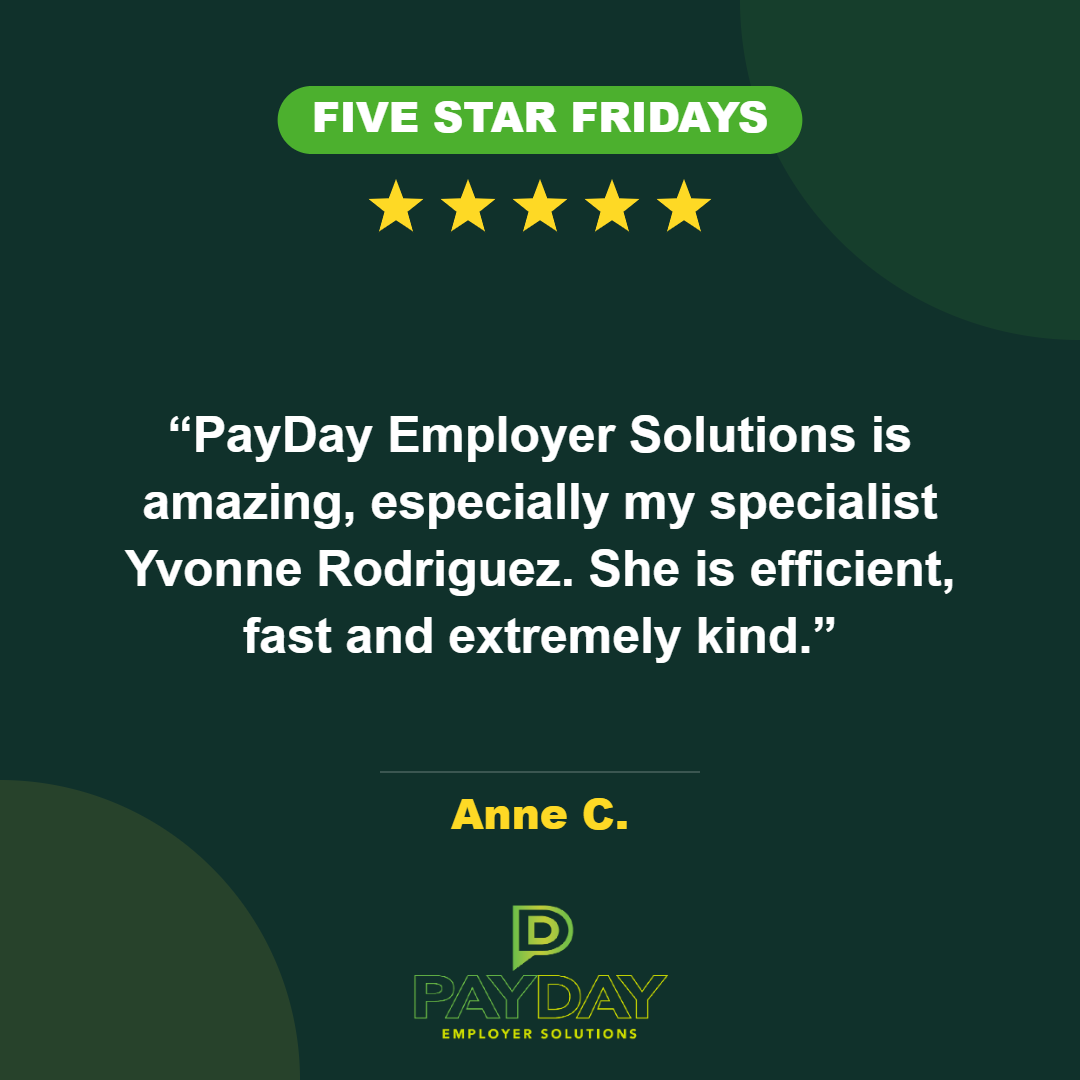 FIVE STAR FRIDAYS
“PayDay Employer Solutions is
amazing, especially my specialist
Yvonne Rodriguez. She is efficient,
fast and extremely kind.”
Anne C.
PAYDAY
EMPLOYER SOLUTIONS